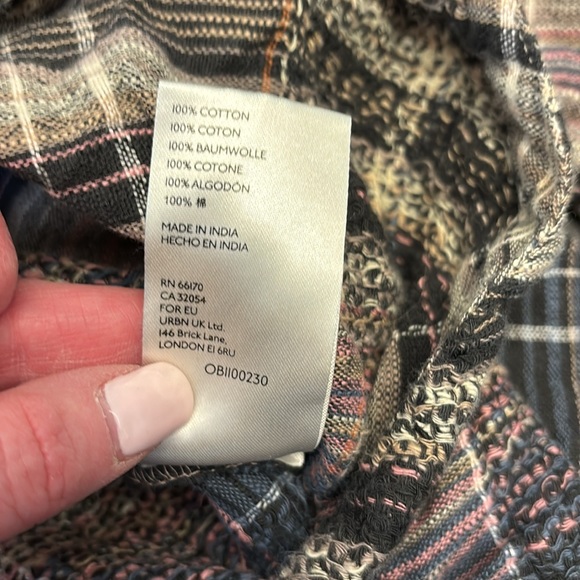 100% COTTON
100% COTON
100% BAUMWOLLE
100% COTONE
100% ALGODÓN
100% 棉
MADE IN INDIA
HECHO EN INDIA
RN 66170
CA 32054
FOR EU
URBN UK Ltd.
146 Brick Lane,
LONDON E1 6RU
OB1100230